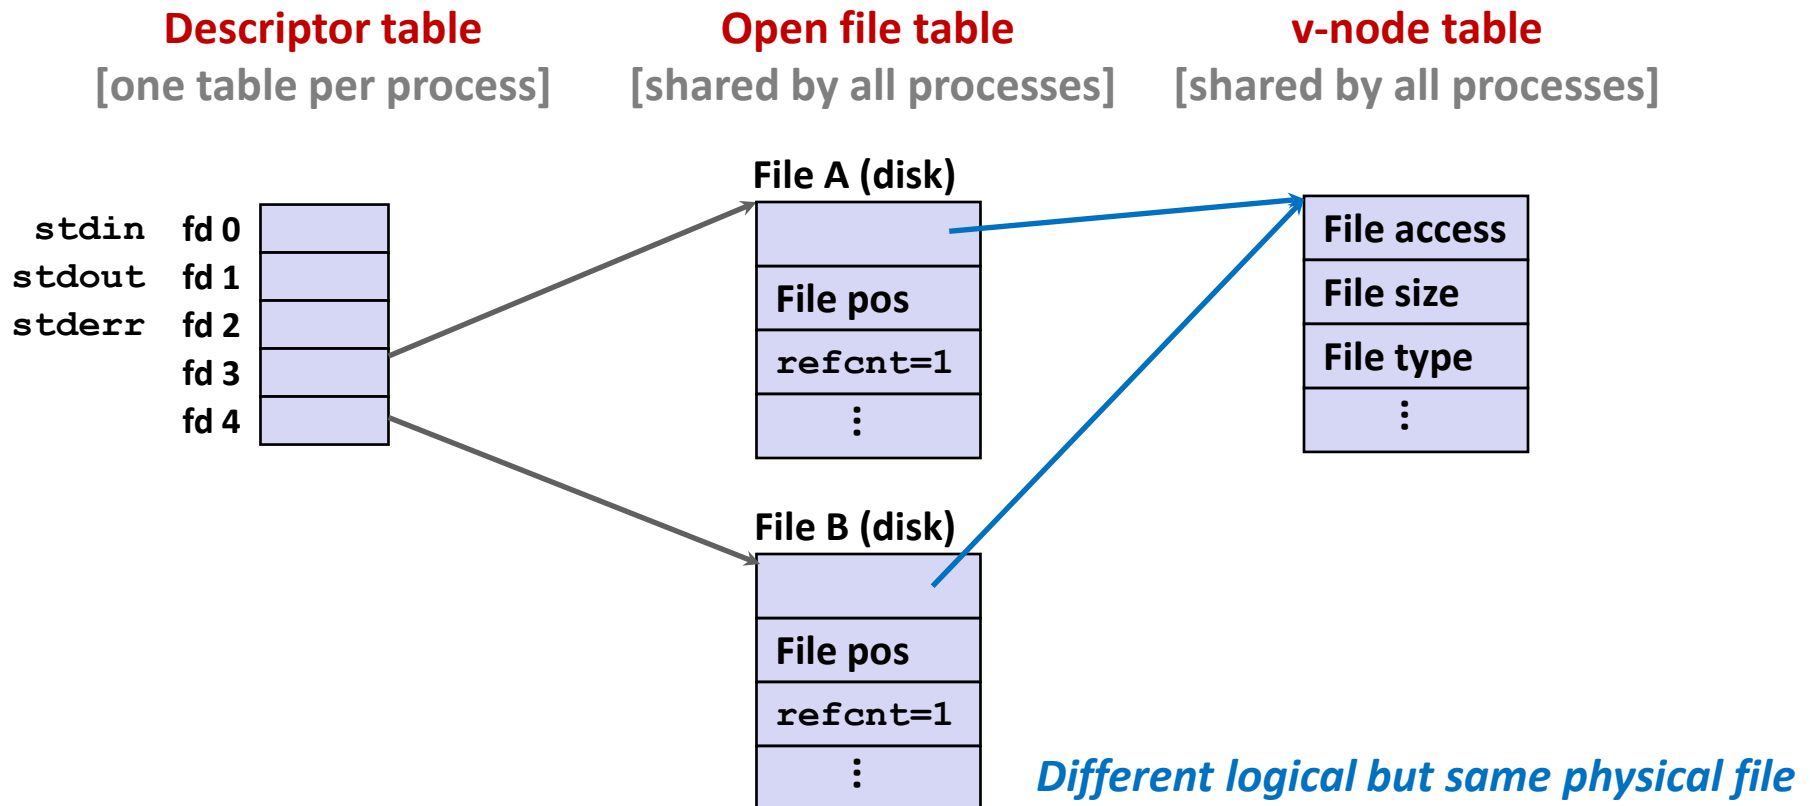 Descriptor table
[one table per process]
Open file table
[shared by all processes]
v-node table
[shared by all processes]
stdin fd 0
stdout fd 1
stderr fd 2
fd 3
fd 4
File A (disk)
File pos
refcnt=1
⋮
File B (disk)
File pos
refcnt=1
⋮
File access
File size
File type
⋮
Different logical but same physical file